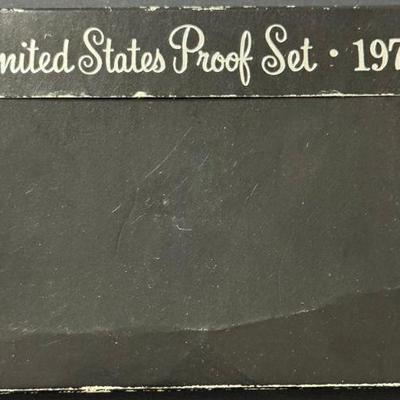 nited States Proof Set · 197